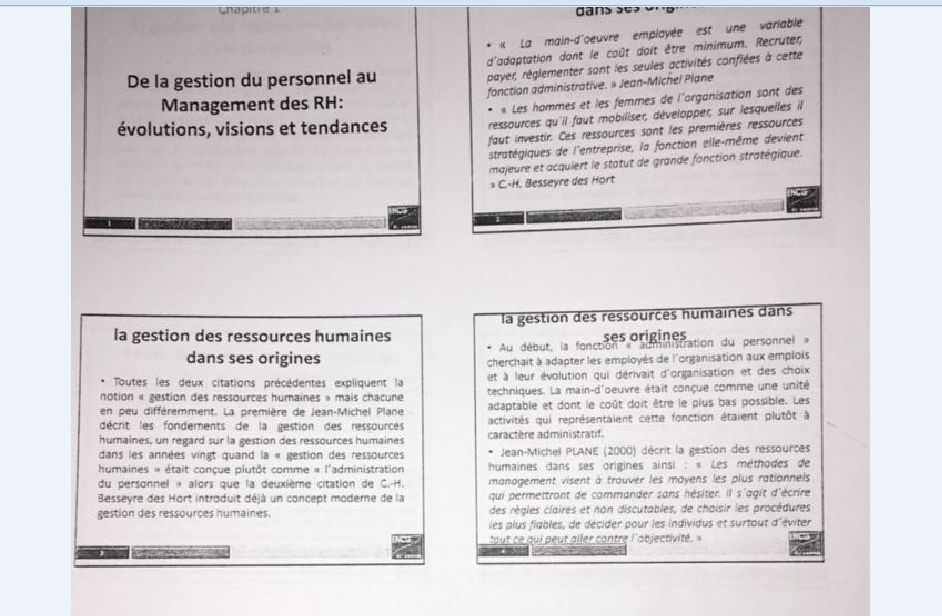 Chapitre 1
De la gestion du personnel au
Management des RH:
évolutions, visions et tendances
1
dans ses
• « La main-d'oeuvre employée est une variable
d'adaptation dont le coût doit être minimum. Recruter,
payer, réglementer sont les seules activités confiées à cette
fonction administrative. » Jean-Michel Plane
• « Les hommes et les femmes de l'organisation sont des
ressources qu'il faut mobiliser, développer, sur lesquelles il
faut investir. Ces ressources sont les premières ressources
stratégiques de l'entreprise, la fonction elle-même devient
majeure et acquiert le statut de grande fonction stratégique.
» C.-H. Besseyre des Hort
2
la gestion des ressources humaines
dans ses origines
• Toutes les deux citations précédentes expliquent la
notion « gestion des ressources humaines » mais chacune
en peu différemment. La première de Jean-Michel Plane
décrit les fondements de la gestion des ressources
humaines, un regard sur la gestion des ressources humaines
dans les années vingt quand la « gestion des ressources
humaines » était conçue plutôt comme « l'administration
du personnel » alors que la deuxième citation de C.-H.
Besseyre des Hort introduit déjà un concept moderne de la
gestion des ressources humaines.
la gestion des ressources humaines dans
ses origines
• Au début, la fonction « administration du personnel »
cherchait à adapter les employés de l'organisation aux emplois
et à leur évolution qui dérivait d'organisation et des choix
techniques. La main-d'oeuvre était conçue comme une unité
adaptable et dont le coût doit être le plus bas possible. Les
activités qui représentaient cette fonction étaient plutôt à
caractère administratif.
• Jean-Michel PLANE (2000) décrit la gestion des ressources
humaines dans ses origines ainsi : « Les méthodes de
management visent à trouver les moyens les plus rationnels
qui permettront de commander sans hésiter. Il s'agit d'écrire
des règles claires et non discutables, de choisir les procédures
les plus fiables, de décider pour les individus et surtout d'éviter
tout ce qui peut aller contre l'objectivité. »